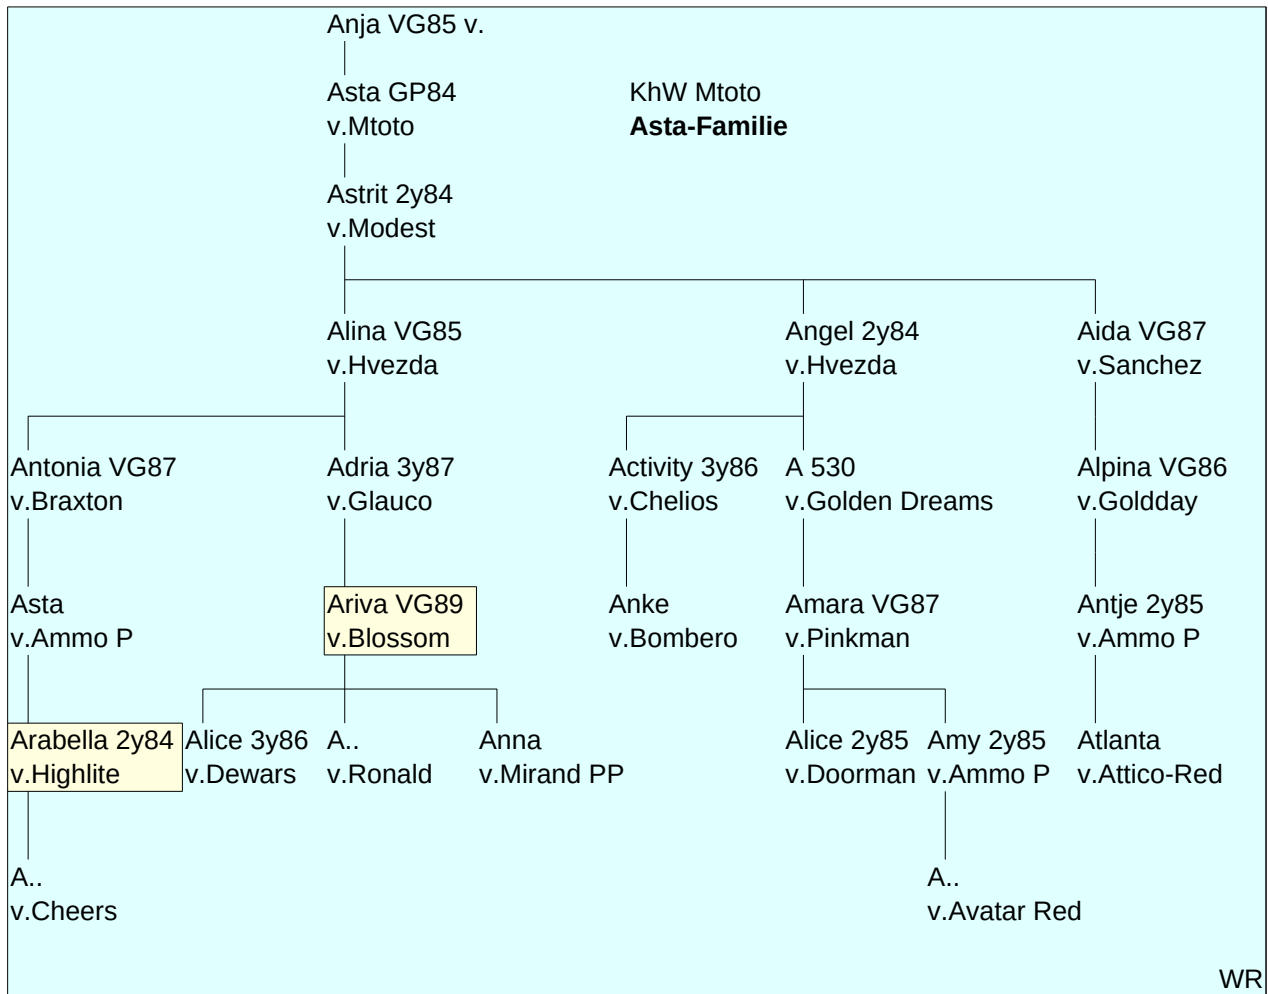 Anja VG85 v.
Asta GP84
v.Mtoto
KhW Mtoto
Asta-Familie
Astrit 2y84
v.Modest
Alina VG85
v.Hvezda
Angel 2y84
v.Hvezda
Aida VG87
v.Sanchez
Antonia VG87
v.Braxton
Adria 3y87
v.Glauco
Activity 3y86
v.Chelios
A 530
v.Golden Dreams
Alpina VG86
v.Goldday
Asta
v.Ammo P
Ariva VG89
v.Blossom
Anke
v.Bombero
Amara VG87
v.Pinkman
Antje 2y85
v.Ammo P
Arabella 2y84
v.Highlite
Alice 3y86
v.Dewars
A..
v.Ronald
Anna
v.Mirand PP
Alice 2y85
v.Doorman
Amy 2y85
v.Ammo P
Atlanta
v.Attico-Red
A..
v.Cheers
A..
v.Avatar Red
WR